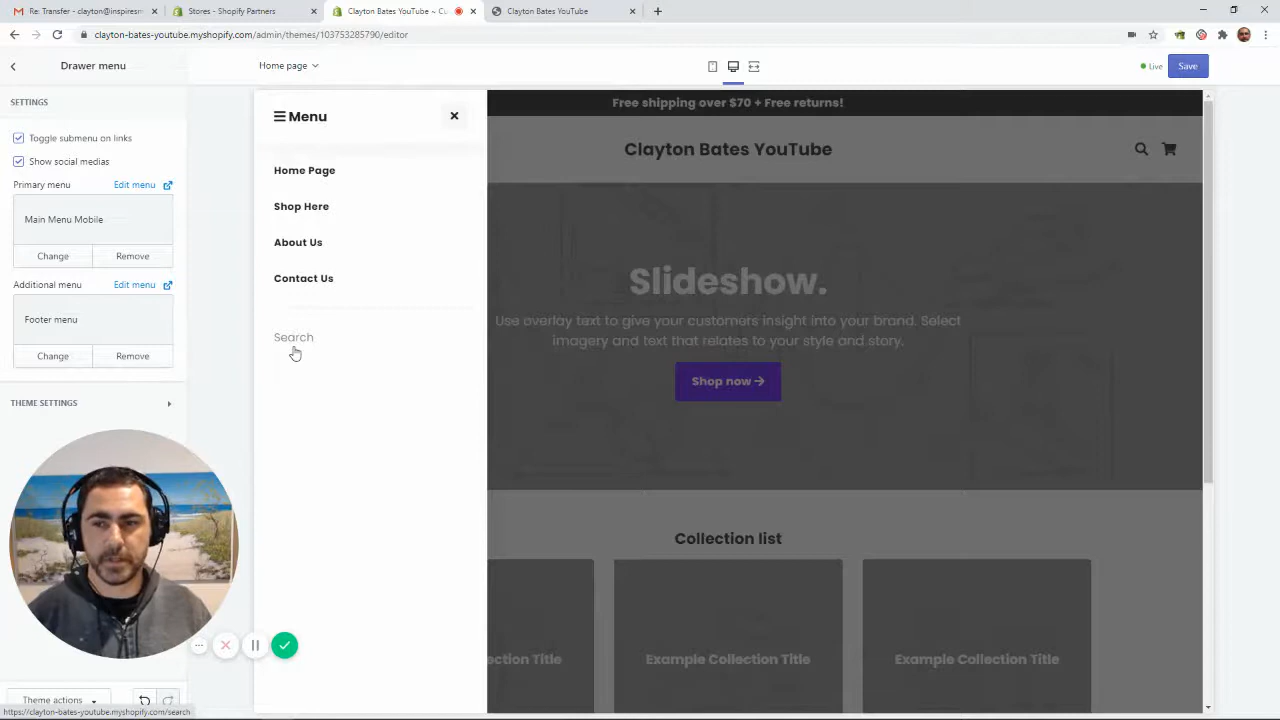 Re: Transfer - clayton@inspiresm
Stores - Shopify Partners
Clayton Bates YouTube ~ Cu
Clayton Bates YouTube
clayton-bates-youtube.myshopify.com/admin/themes/103753285790/editor
Drawer menu
Home page
Live
Save
SETTINGS
Toggle submenu on links
Show social medias
Primary menu
Edit menu
Main Menu Mobile
Change
Remove
Additional menu
Edit menu
Footer menu
Change
Remove
THEME SETTINGS
Theme actions
https://clayton-bates-youtube.myshopify.com/search
Menu
Home Page
Shop Here
About Us
Contact Us
Search
Free shipping over $70 + Free returns!
Clayton Bates YouTube
Slideshow.
Use overlay text to give your customers insight into your brand. Select
imagery and text that relates to your style and story.
Shop now
Collection list
ection Title
Example Collection Title
Example Collection Title